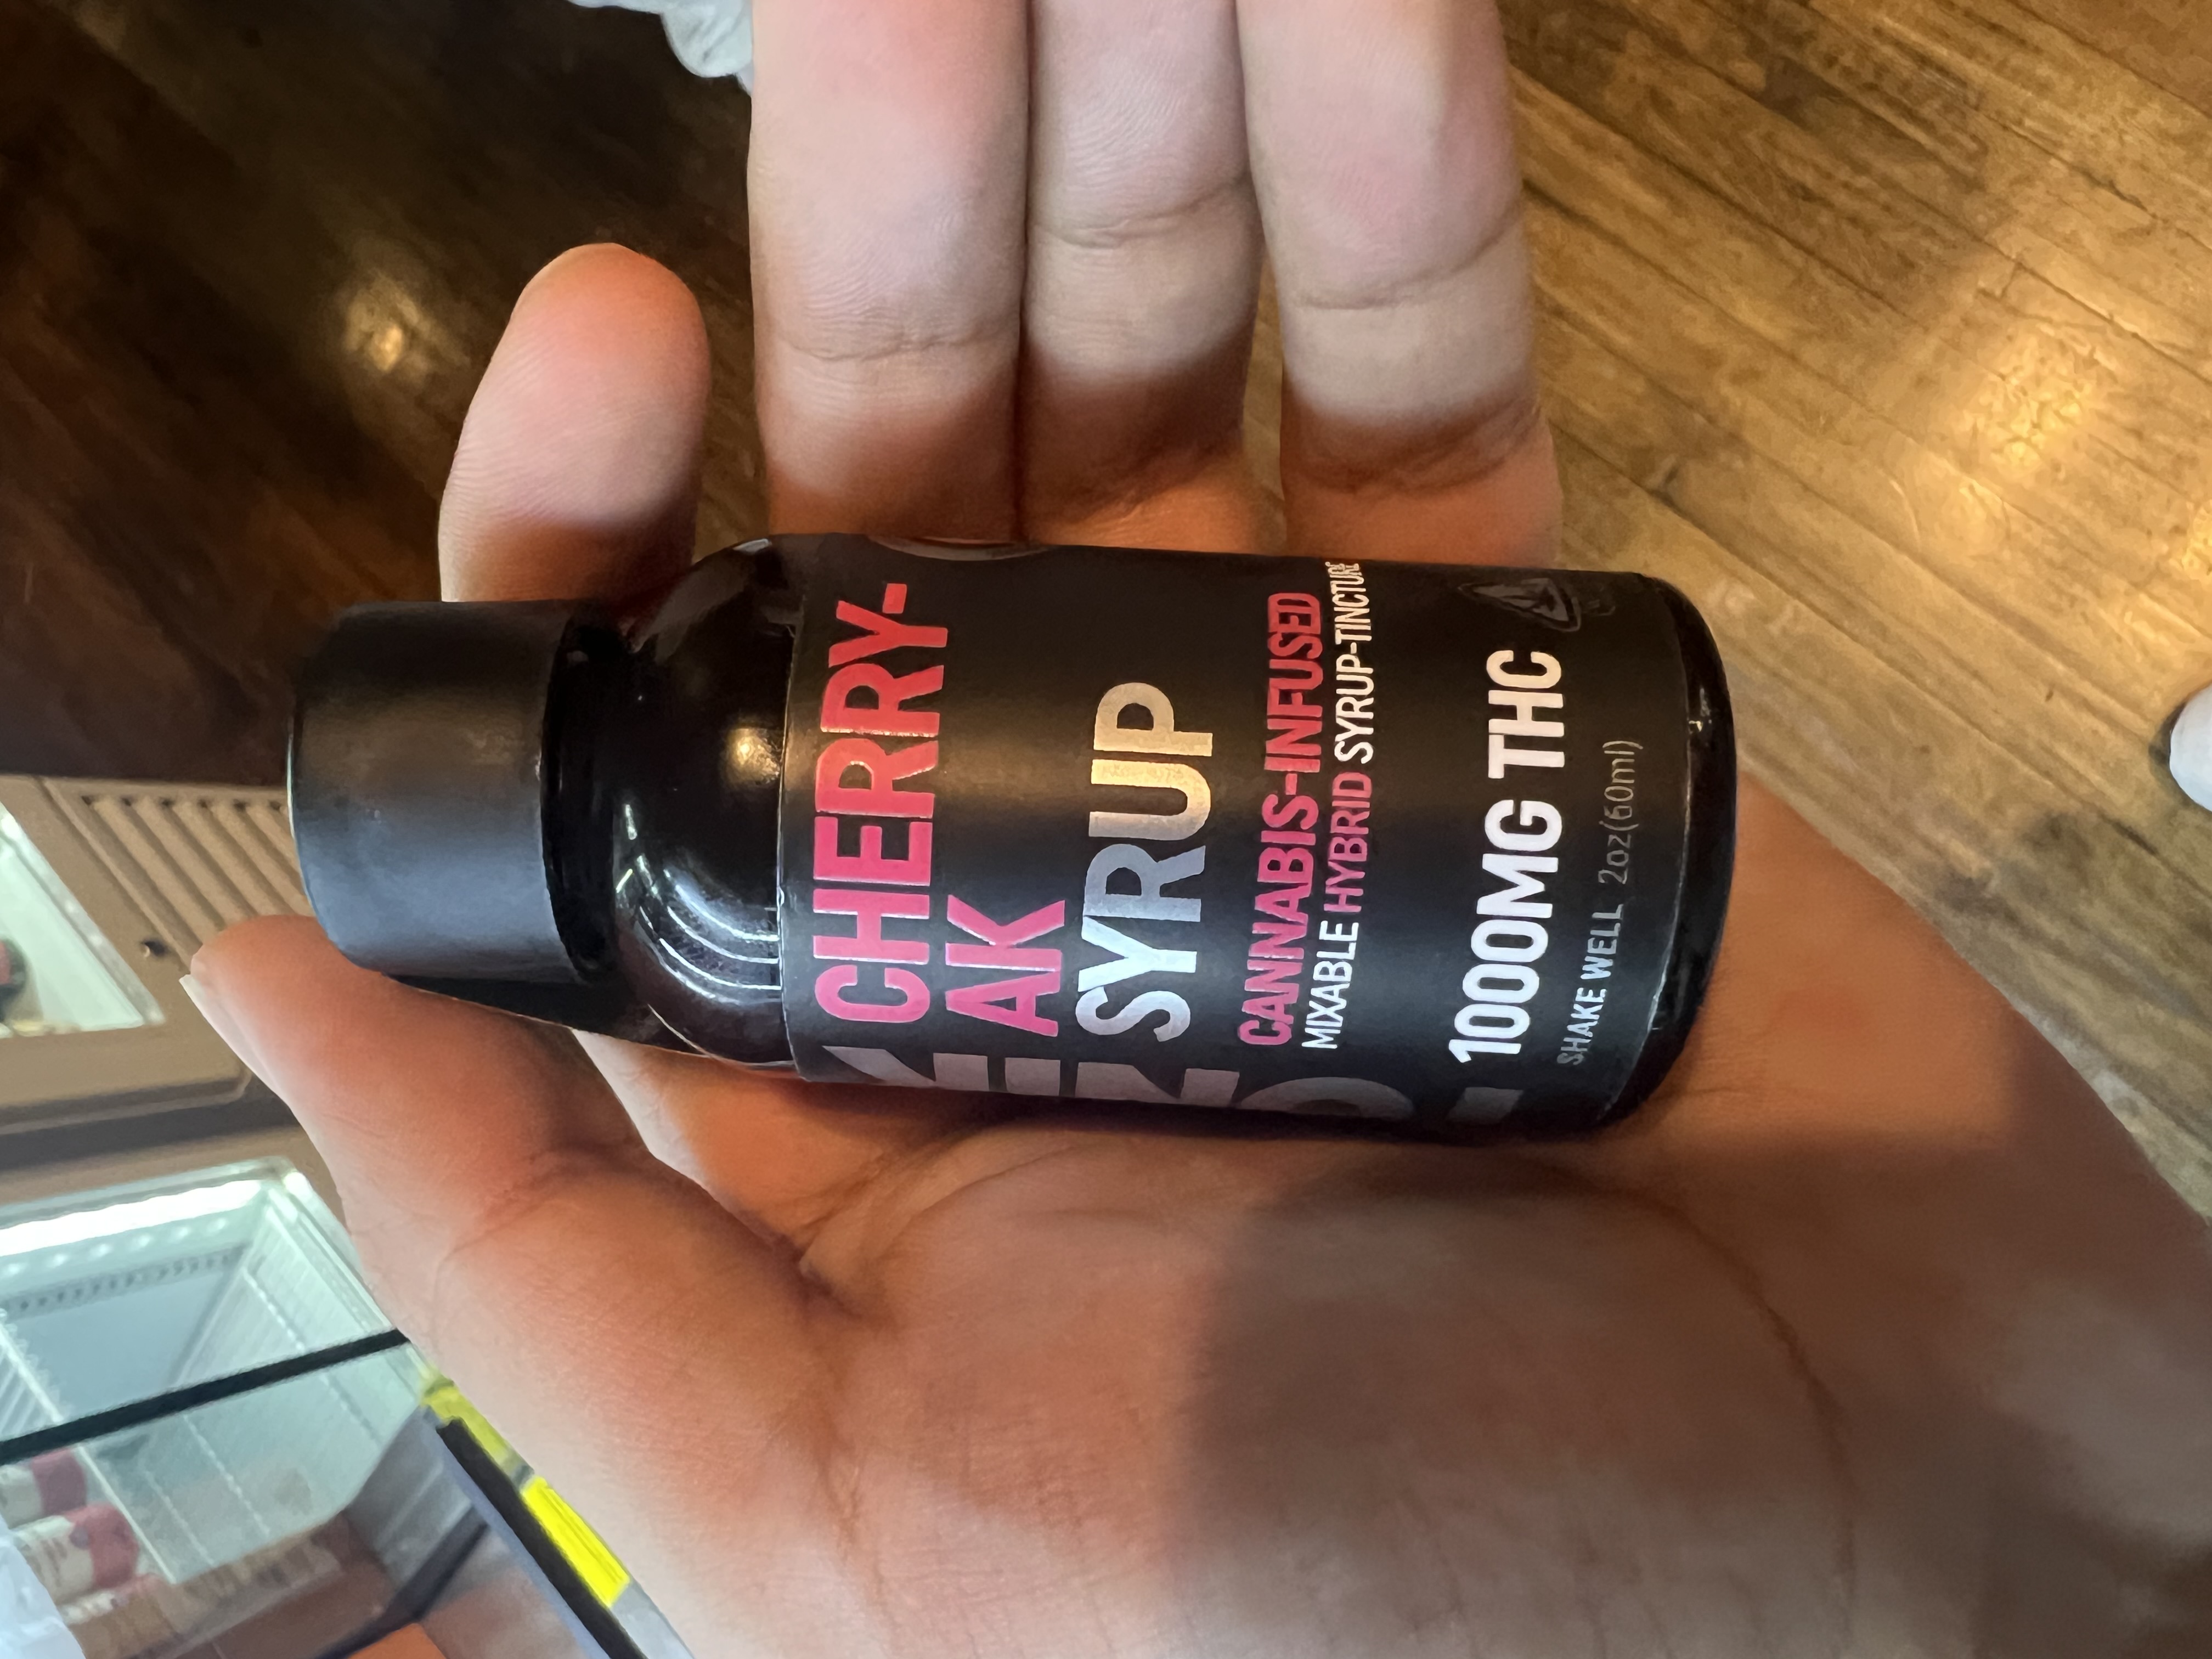 CHERRY-
AK
SYRUP
CANNABIS-INFUSED
MIXABLE HYBRID SYRUP-TINCTURE
1000MG THC
SHAKE WELL 2oz(60ml)